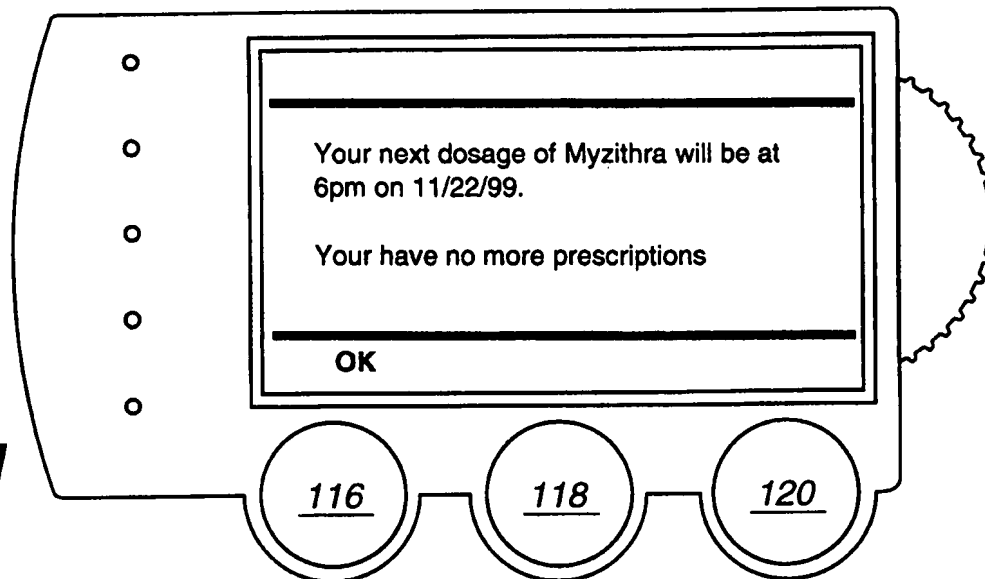 Your next dosage of Myzithra will be at
6pm on 11/22/99.
Your have no more prescriptions
OK
116 118 120